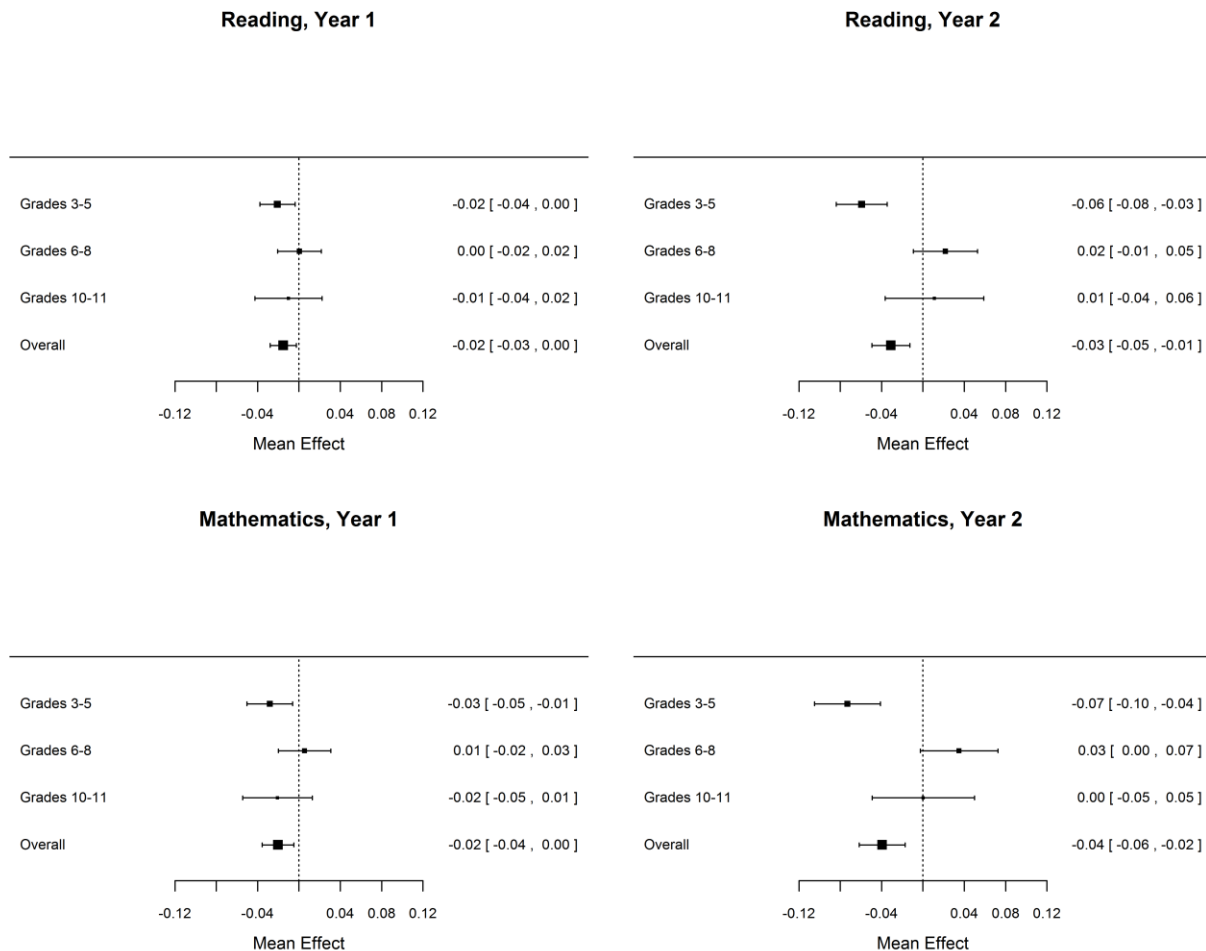 Reading, Year 1
Grades 3-5 -0.02 [ -0.04 , 0.00 ]
Grades 6-8 0.00 [ -0.02 , 0.02 ]
Grades 10-11 -0.01 [ -0.04 , 0.02 ]
Overall -0.02 [ -0.03 , 0.00 ]
-0.12 -0.04 0.04 0.08 0.12
Mean Effect
Reading, Year 2
Grades 3-5 -0.06 [ -0.08 , -0.03 ]
Grades 6-8 0.02 [ -0.01 , 0.05 ]
Grades 10-11 0.01 [ -0.04 , 0.06 ]
Overall -0.03 [ -0.05 , -0.01 ]
-0.12 -0.04 0.04 0.08 0.12
Mean Effect
Mathematics, Year 1
Grades 3-5 -0.03 [ -0.05 , -0.01 ]
Grades 6-8 0.01 [ -0.02 , 0.03 ]
Grades 10-11 -0.02 [ -0.05 , 0.01 ]
Overall -0.02 [ -0.04 , 0.00 ]
-0.12 -0.04 0.04 0.08 0.12
Mean Effect
Mathematics, Year 2
Grades 3-5 -0.07 [ -0.10 , -0.04 ]
Grades 6-8 0.03 [ 0.00 , 0.07 ]
Grades 10-11 0.00 [ -0.05 , 0.05 ]
Overall -0.04 [ -0.06 , -0.02 ]
-0.12 -0.04 0.04 0.08 0.12
Mean Effect